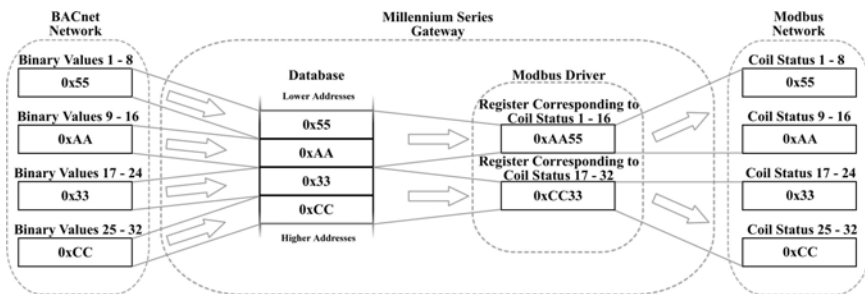 BACnet
Network
Millennium Series
Gateway
Modbus
Network
Binary Values 1 - 8
0x55
Binary Values 9 - 16
0xAA
Binary Values 17 - 24
0x33
Binary Values 25 - 32
0xCC
Database
Lower Addresses
0x55
0xAA
0x33
0xCC
Higher Addresses
Modbus Driver
Register Corresponding to
Coil Status 1 - 16
0xAA55
Register Corresponding to
Coil Status 17 - 32
0xCC33
Coil Status 1 - 8
0x55
Coil Status 9 - 16
0xAA
Coil Status 17 - 24
0x33
Coil Status 25 - 32
0xCC